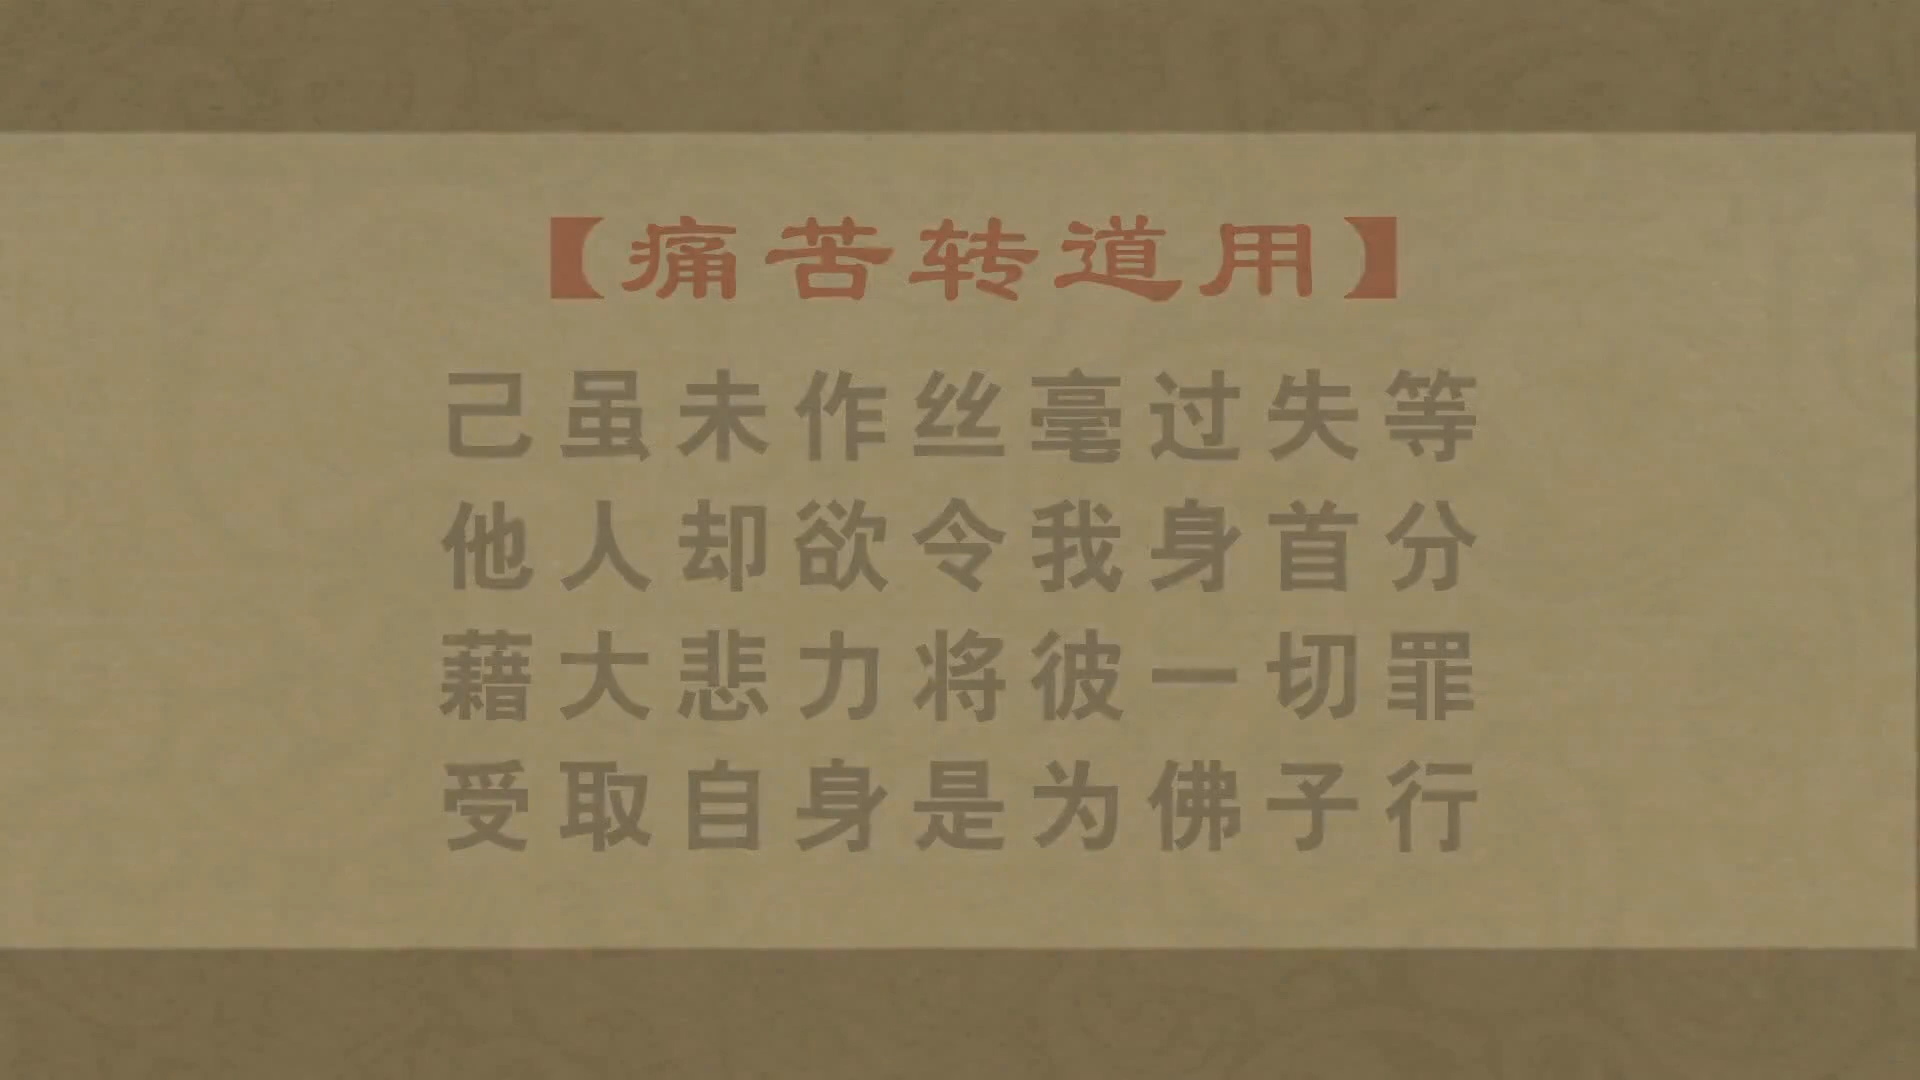 【痛苦转道用】
己虽未作丝毫过失等
他人却欲令我身首分
藉大悲力将彼一切罪
受取自身是为佛子行